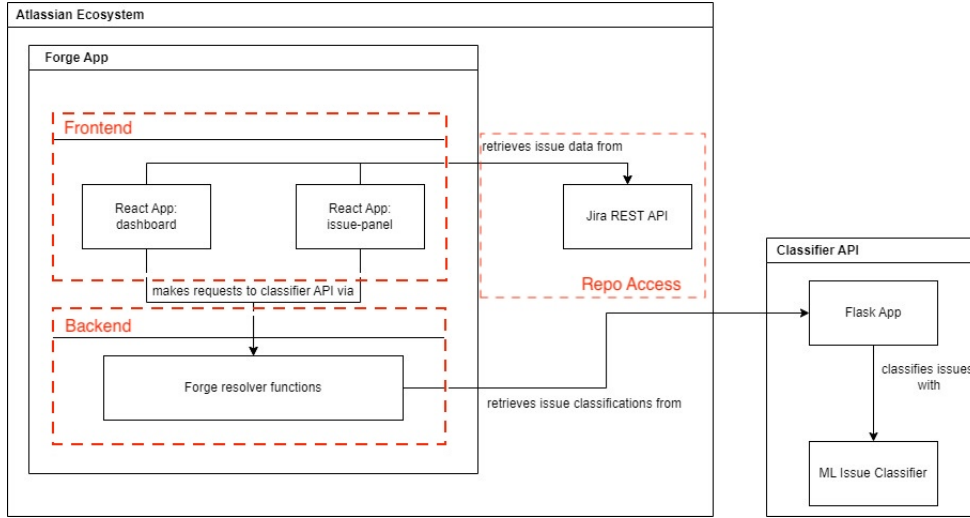 Atlassian Ecosystem
Forge App
Frontend
retrieves issue data from
React App:
dashboard
React App:
issue-panel
Jira REST API
Classifier API
makes requests to classifier API via
Repo Access
Backend
Flask App
Forge resolver functions
classifies issues
with
retrieves issue classifications from
ML Issue Classifier